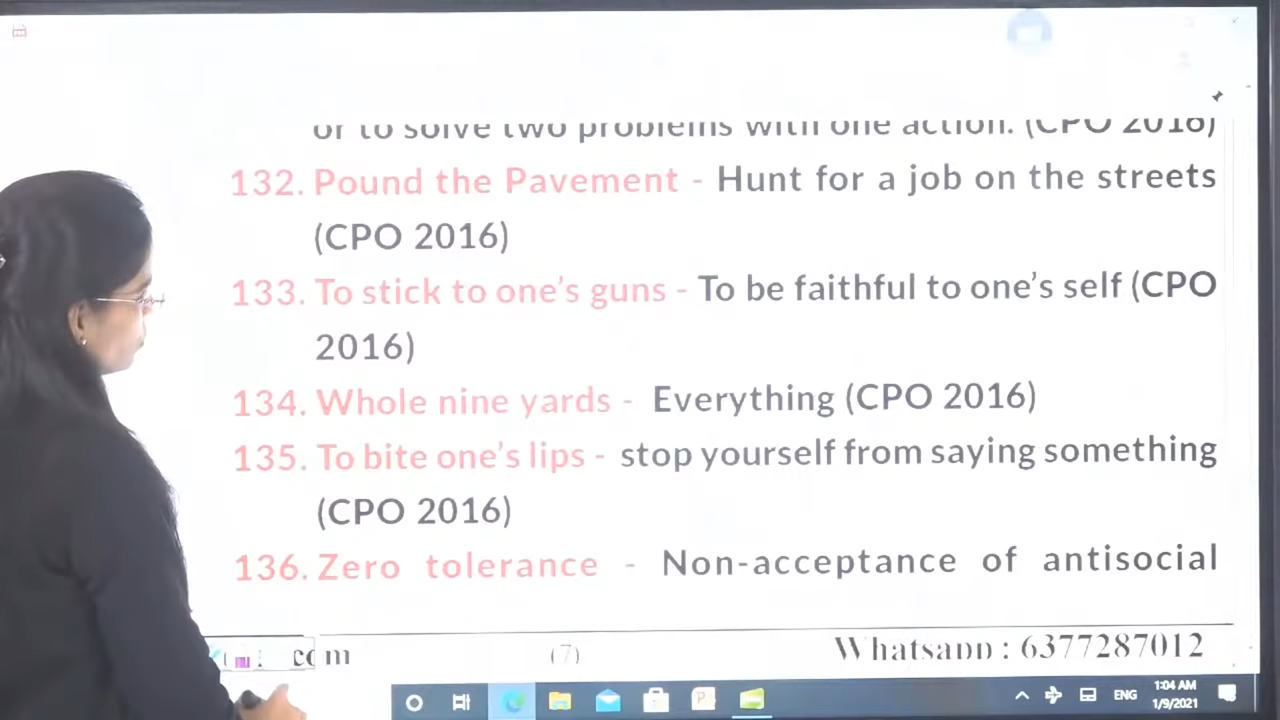 or to solve two problems with one action. (CPO 2016)
132. Pound the Pavement - Hunt for a job on the streets
(CPO 2016)
133. To stick to one's guns - To be faithful to one's self (CPO
2016)
134. Whole nine yards - Everything (CPO 2016)
135. To bite one's lips - stop yourself from saying something
(CPO 2016)
136. Zero tolerance - Non-acceptance of antisocial
com
(7)
Whatsapp : 6377287012
ENG
1:04 AM
1/9/2021